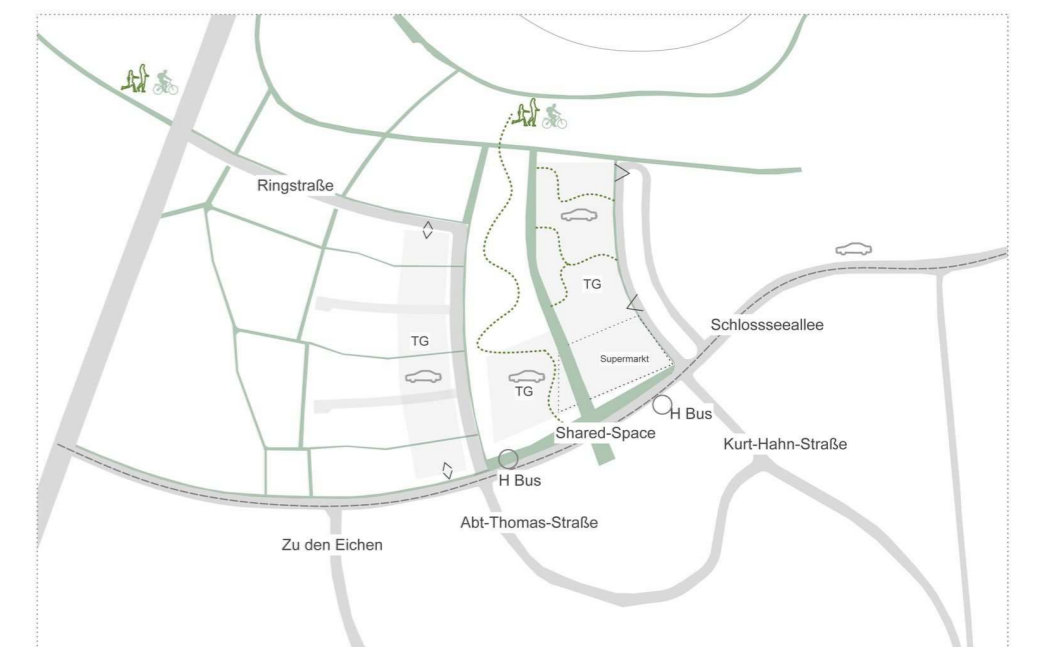 Ringstraße
TG
Schlossseeallee
TG
Supermarkt
TG
H Bus
Shared-Space
Kurt-Hahn-Straße
H Bus
Abt-Thomas-Straße
Zu den Eichen